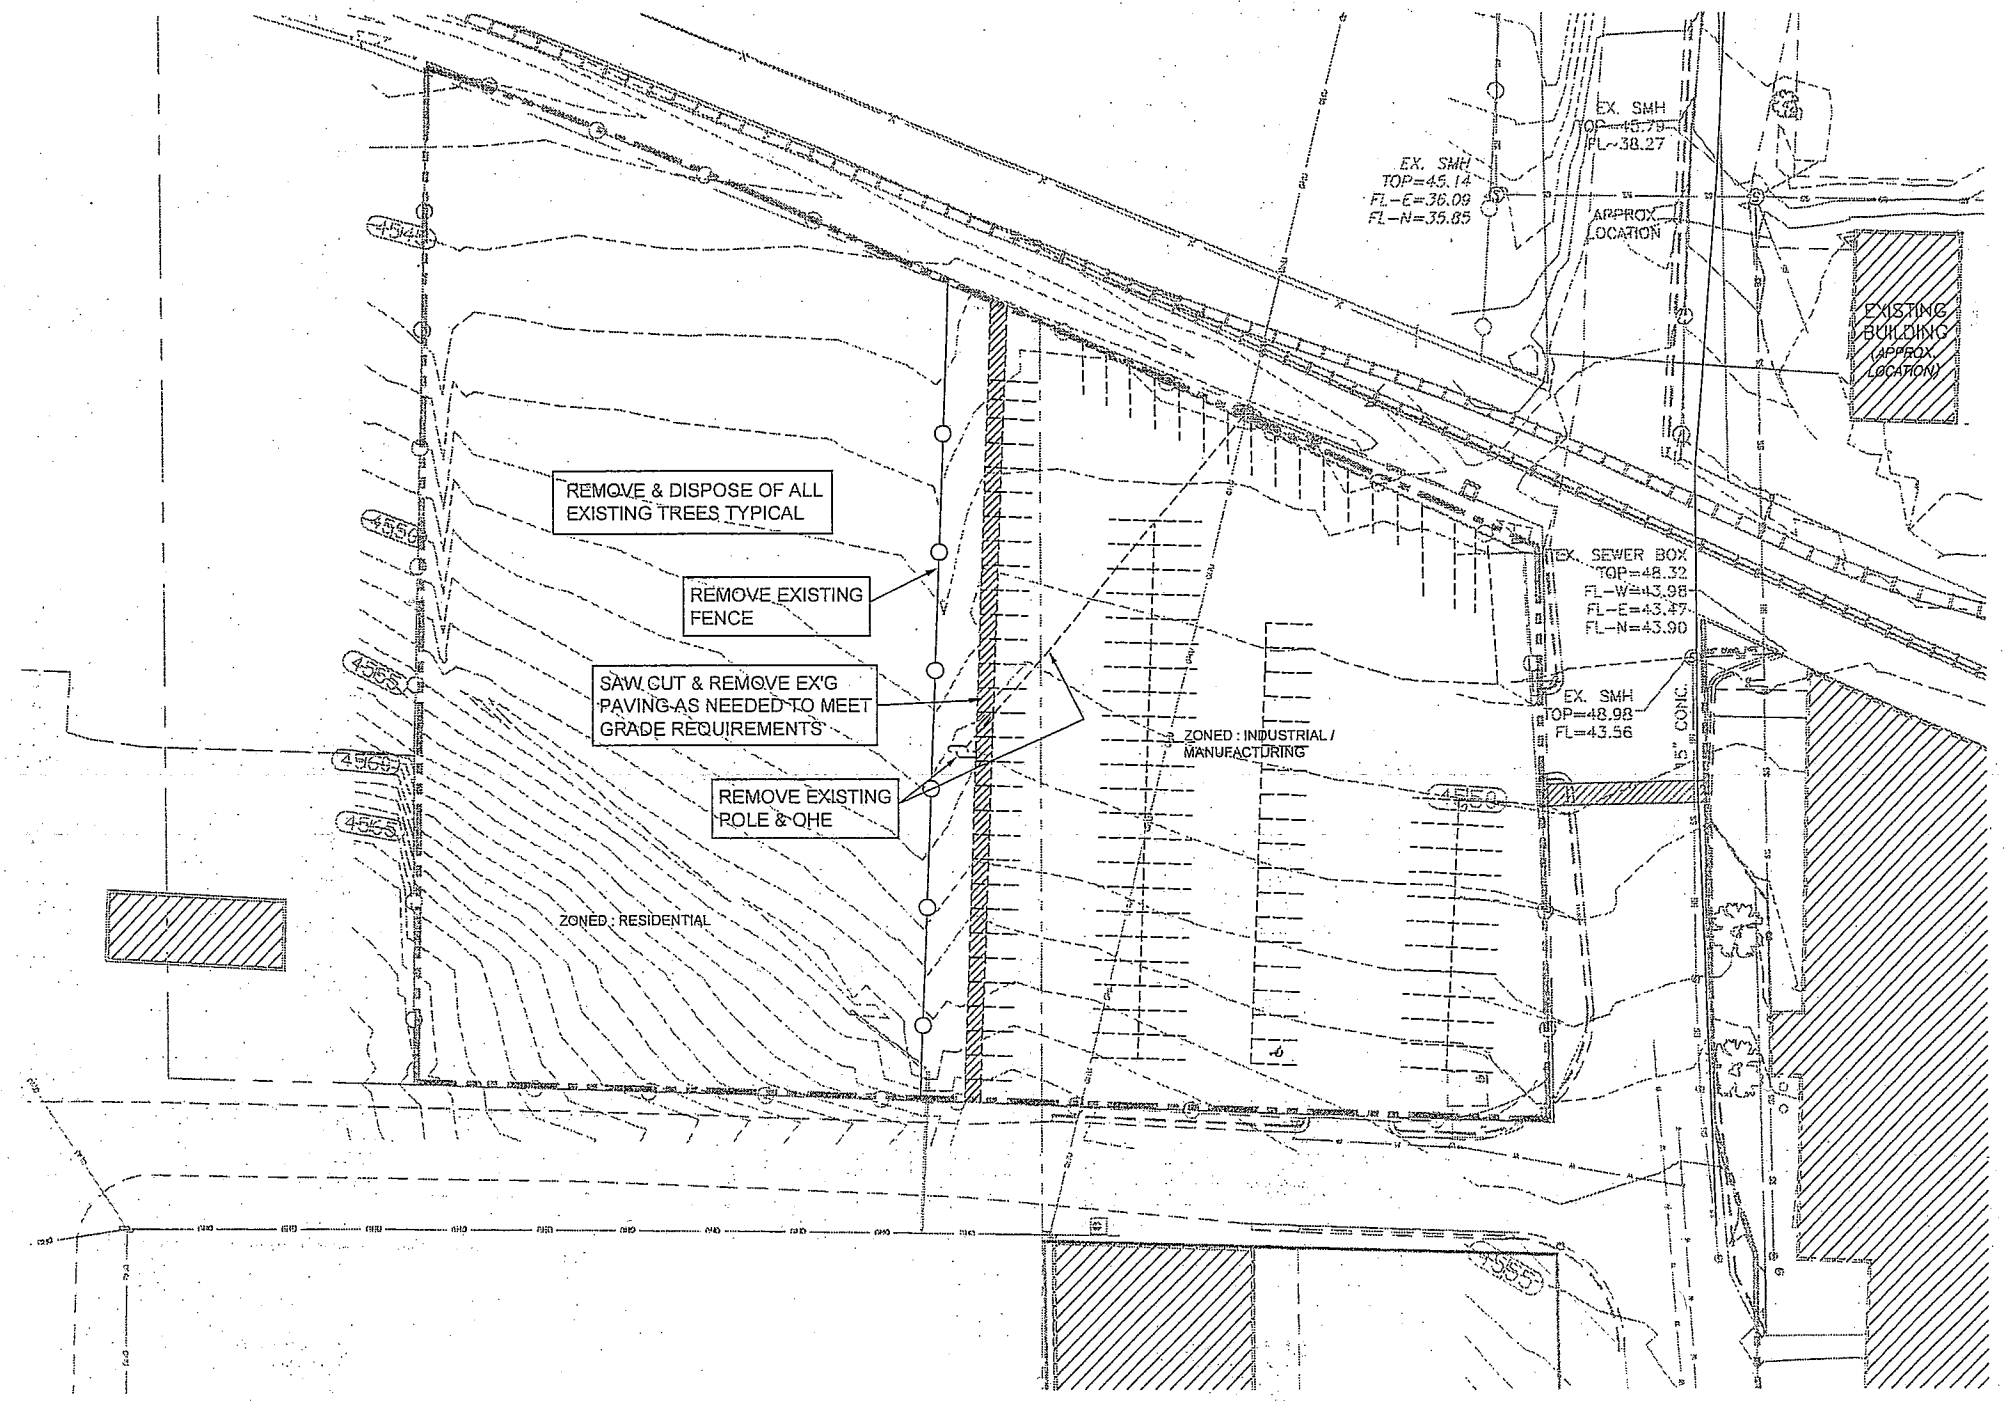 EX. SMH
TOP=45.79
FL~38.27
EX. SMH
TOP=45.14
FL-E=36.09
FL-N=35.85
APPROX.
LOCATION
4545
EXISTING
BUILDING
(APPROX.
LOCATION)
REMOVE & DISPOSE OF ALL
EXISTING TREES TYPICAL
4550
EX. SEWER BOX
TOP=48.32
FL-W=43.98
FL-E=43.47
FL-N=43.90
REMOVE EXISTING
FENCE
4555
SAW CUT & REMOVE EX'G
PAVING AS NEEDED TO MEET
GRADE REQUIREMENTS
EX. SMH
TOP=48.98
FL=43.56
15" CONC.
ZONED : INDUSTRIAL /
MANUFACTURING
4560
REMOVE EXISTING
POLE & OHE
4550
4565
ZONED : RESIDENTIAL
4555